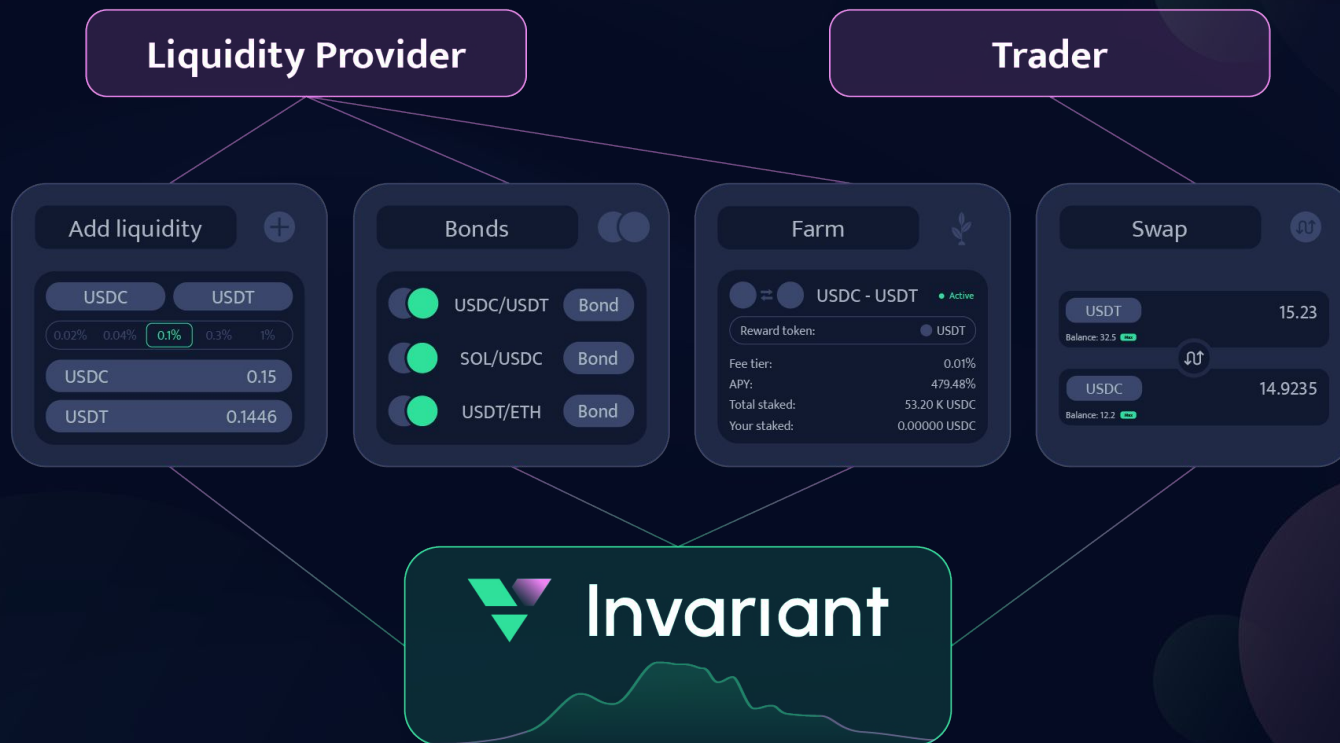 Liquidity Provider
Trader
Add liquidity
USDC USDT
0.02% 0.04% 0.1% 0.3% 1%
USDC 0.15
USDT 0.1446
Bonds
USDC/USDT Bond
SOL/USDC Bond
USDT/ETH Bond
Farm
USDC - USDT Active
Reward token: USDT
Fee tier: 0.01%
APY: 479.48%
Total staked: 53.20 K USDC
Your staked: 0.00000 USDC
Swap
USDT 15.23
Balance: 32.5 Max
USDC 14.9235
Balance: 12.2 Max
Invariant